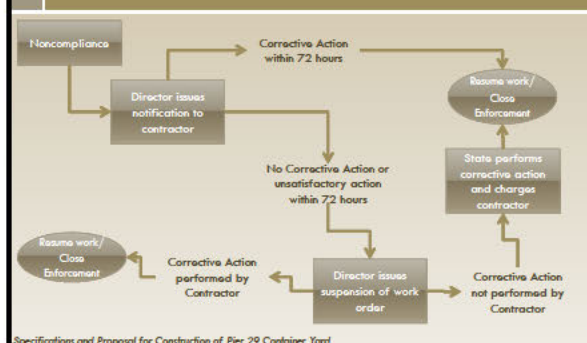 Noncompliance
Corrective Action
within 72 hours
Resume work/
Close
Enforcement
Director issues
notification to
contractor
State performs
corrective action
and charges
contractor
No Corrective Action or
unsatisfactory action
within 72 hours
Resume work/
Close
Enforcement
Corrective Action
performed by
Contractor
Director issues
suspension of work
order
Corrective Action
not performed by
Contractor
Specifications and Proposal for Construction of Pier 29 Container Yard